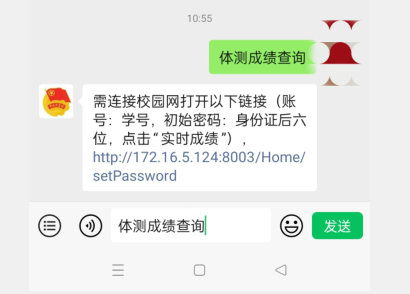 10:55
体测成绩查询
需连接校园网打开以下链接（账
号：学号，初始密码：身份证后六
位，点击“实时成绩”），
http://172.16.5.124:8003/Home/
setPassword
体测成绩查询
发送